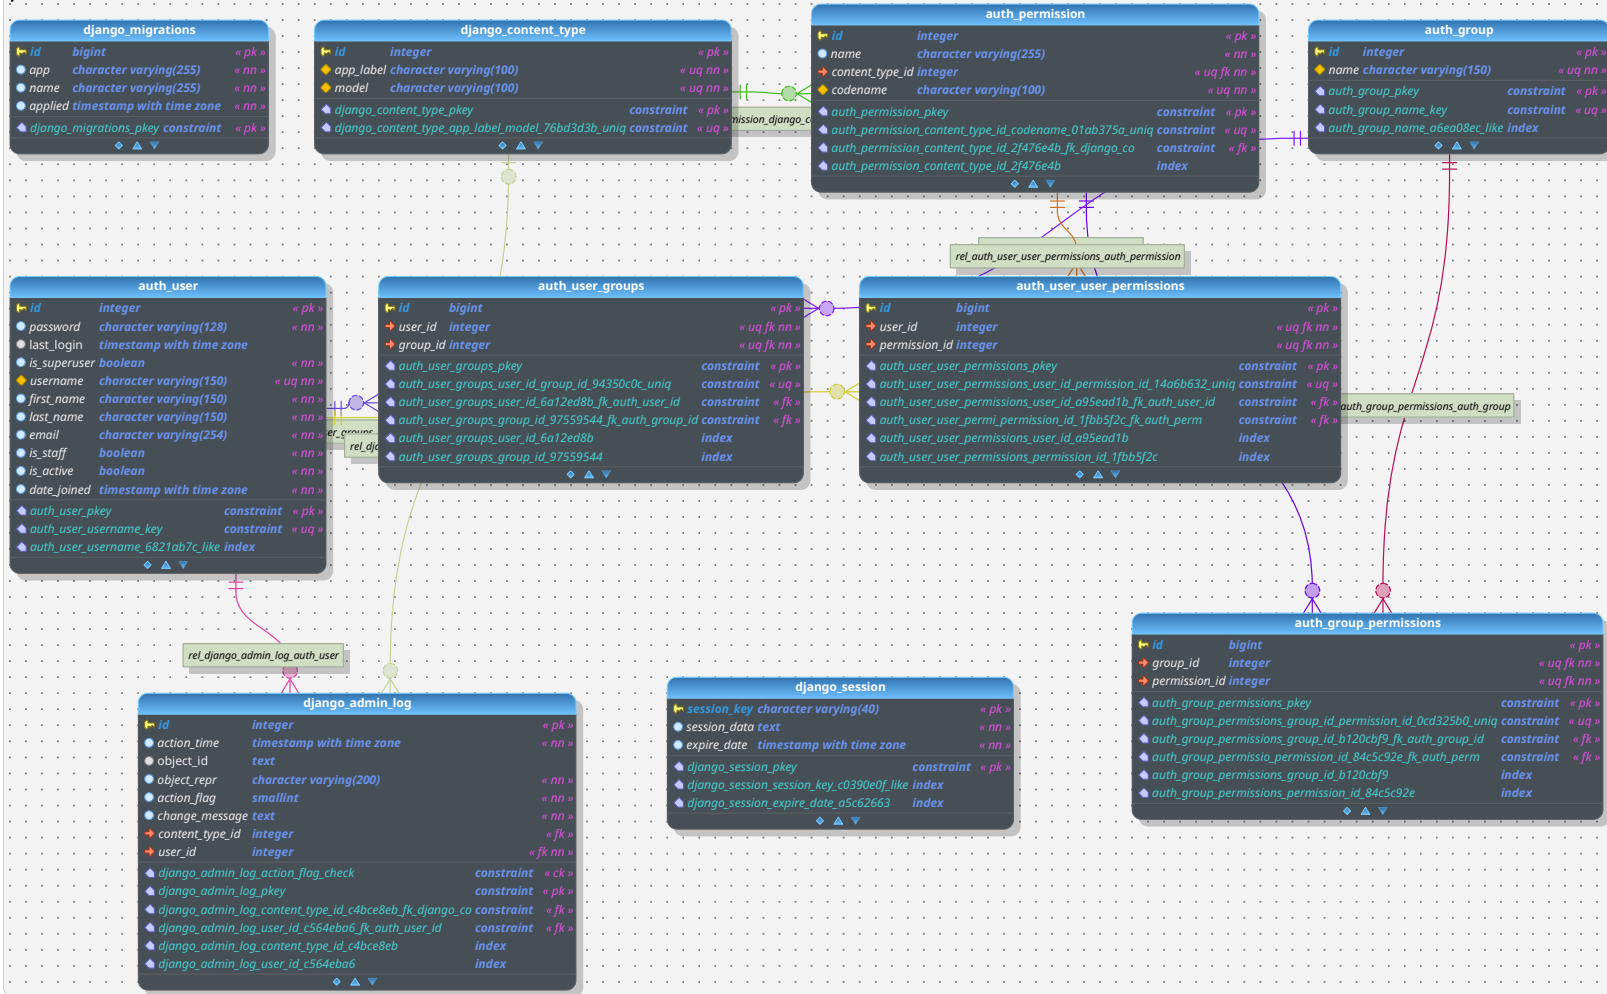 django_migrations
id bigint « pk »
app character varying(255) « nn »
name character varying(255) « nn »
applied timestamp with time zone « nn »
django_migrations_pkey constraint « pk »
django_content_type
id integer « pk »
app_label character varying(100) « uq nn »
model character varying(100) « uq nn »
django_content_type_pkey constraint « pk »
django_content_type_app_label_model_76bd3d3b_uniq constraint « uq »
auth_permission
id integer « pk »
name character varying(255) « nn »
content_type_id integer « uq fk nn »
codename character varying(100) « uq nn »
auth_permission_pkey constraint « pk »
auth_permission_content_type_id_codename_01ab375a_uniq constraint « uq »
auth_permission_content_type_id_2f476e4b_fk_django_co constraint « fk »
auth_permission_content_type_id_2f476e4b index
auth_group
id integer « pk »
name character varying(150) « uq nn »
auth_group_pkey constraint « pk »
auth_group_name_key constraint « uq »
auth_group_name_a6ea08ec_like index
mission_django_c
rel_auth_user_user_permissions_auth_permission
auth_user
id integer « pk »
password character varying(128) « nn »
last_login timestamp with time zone
is_superuser boolean « nn »
username character varying(150) « uq nn »
first_name character varying(150) « nn »
last_name character varying(150) « nn »
email character varying(254) « nn »
is_staff boolean « nn »
is_active boolean « nn »
date_joined timestamp with time zone « nn »
auth_user_pkey constraint « pk »
auth_user_username_key constraint « uq »
auth_user_username_6821ab7c_like index
er_groups
rel_dja
auth_user_groups
id bigint « pk »
user_id integer « uq fk nn »
group_id integer « uq fk nn »
auth_user_groups_pkey constraint « pk »
auth_user_groups_user_id_group_id_94350c0c_uniq constraint « uq »
auth_user_groups_user_id_6a12ed8b_fk_auth_user_id constraint « fk »
auth_user_groups_group_id_97559544_fk_auth_group_id constraint « fk »
auth_user_groups_user_id_6a12ed8b index
auth_user_groups_group_id_97559544 index
auth_user_user_permissions
id bigint « pk »
user_id integer « uq fk nn »
permission_id integer « uq fk nn »
auth_user_user_permissions_pkey constraint « pk »
auth_user_user_permissions_user_id_permission_id_14a6b632_uniq constraint « uq »
auth_user_user_permissions_user_id_a95ead1b_fk_auth_user_id constraint « fk »
auth_user_user_permi_permission_id_1fbb5f2c_fk_auth_perm constraint « fk »
auth_user_user_permissions_user_id_a95ead1b index
auth_user_user_permissions_permission_id_1fbb5f2c index
auth_group_permissions_auth_group
rel_django_admin_log_auth_user
django_admin_log
id integer « pk »
action_time timestamp with time zone « nn »
object_id text
object_repr character varying(200) « nn »
action_flag smallint « nn »
change_message text « nn »
content_type_id integer « fk »
user_id integer « fk nn »
django_admin_log_action_flag_check constraint « ck »
django_admin_log_pkey constraint « pk »
django_admin_log_content_type_id_c4bce8eb_fk_django_co constraint « fk »
django_admin_log_user_id_c564eba6_fk_auth_user_id constraint « fk »
django_admin_log_content_type_id_c4bce8eb index
django_admin_log_user_id_c564eba6 index
django_session
session_key character varying(40) « pk »
session_data text « nn »
expire_date timestamp with time zone « nn »
django_session_pkey constraint « pk »
django_session_session_key_c0390e0f_like index
django_session_expire_date_a5c62663 index
auth_group_permissions
id bigint « pk »
group_id integer « uq fk nn »
permission_id integer « uq fk nn »
auth_group_permissions_pkey constraint « pk »
auth_group_permissions_group_id_permission_id_0cd325b0_uniq constraint « uq »
auth_group_permissions_group_id_b120cbf9_fk_auth_group_id constraint « fk »
auth_group_permissio_permission_id_84c5c92e_fk_auth_perm constraint « fk »
auth_group_permissions_group_id_b120cbf9 index
auth_group_permissions_permission_id_84c5c92e index